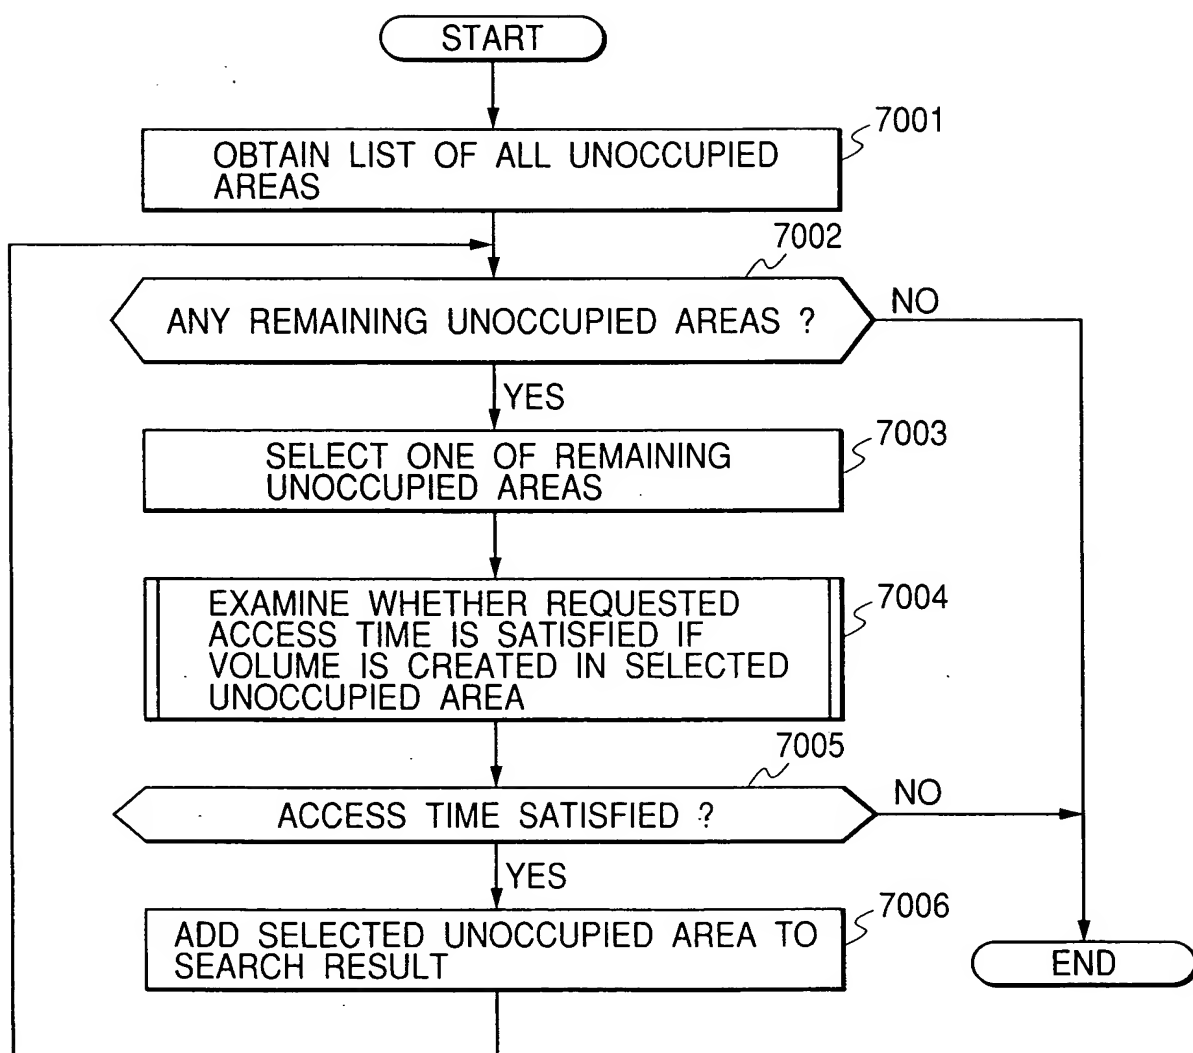 START
7001
OBTAIN LIST OF ALL UNOCCUPIED
AREAS
7002
ANY REMAINING UNOCCUPIED AREAS ?
NO
YES
7003
SELECT ONE OF REMAINING
UNOCCUPIED AREAS
7004
EXAMINE WHETHER REQUESTED
ACCESS TIME IS SATISFIED IF
VOLUME IS CREATED IN SELECTED
UNOCCUPIED AREA
7005
ACCESS TIME SATISFIED ?
NO
YES
7006
ADD SELECTED UNOCCUPIED AREA TO
SEARCH RESULT
END